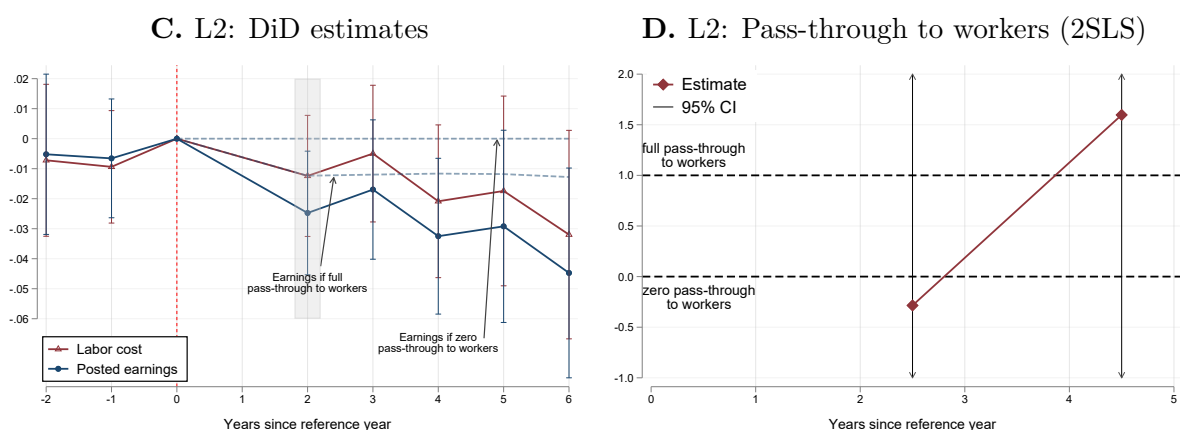 C. L2: DiD estimates
.02
.01
0
-.01
-.02
-.03
-.04
-.05
-.06
Earnings if full
pass-through to workers
Earnings if zero
pass-through to workers
Labor cost
Posted earnings
-2 -1 0 1 2 3 4 5 6
Years since reference year
D. L2: Pass-through to workers (2SLS)
2.0
1.5
1.0
0.5
0.0
-0.5
-1.0
Estimate
95% CI
full pass-through
to workers
zero pass-through
to workers
0 1 2 3 4 5
Years since reference year